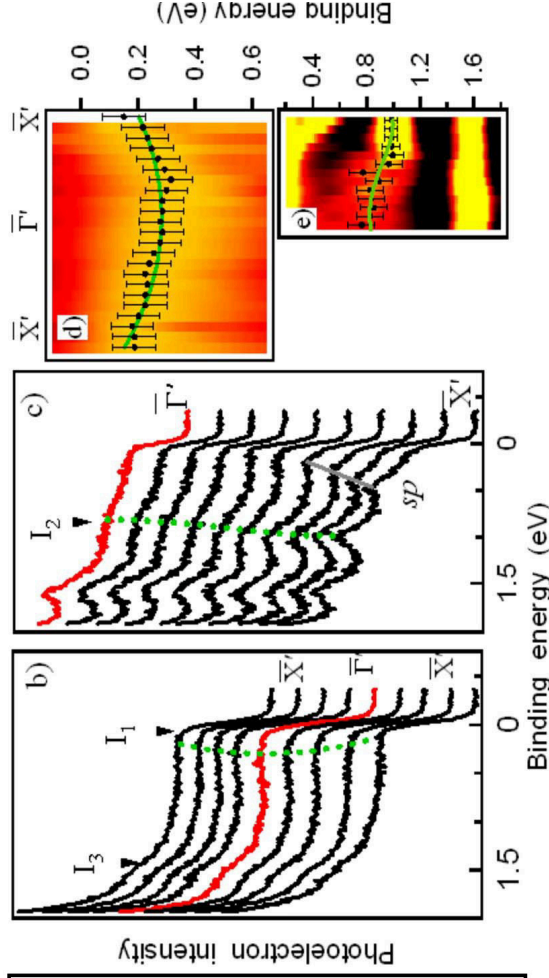 Photoelectron intensity
b)
I₃
I₁
X̄'
Γ̄'
X̄'
1.5
0
c)
I₂
Γ̄'
X̄'
sp
1.5
0
Binding energy (eV)
X̄'
Γ̄'
X̄'
d)
0.0
0.2
0.4
0.6
e)
0.4
0.8
1.2
1.6
Binding energy (eV)